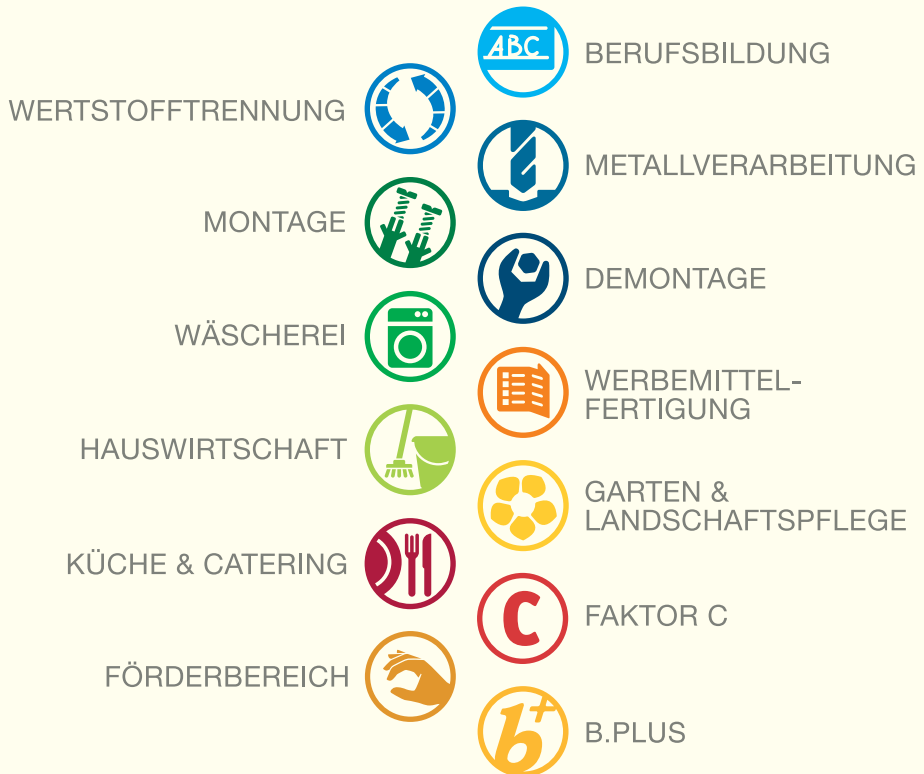 ABC
BERUFSBILDUNG
WERTSTOFFTRENNUNG
METALLVERARBEITUNG
MONTAGE
DEMONTAGE
WÄSCHEREI
WERBEMITTEL-
FERTIGUNG
HAUSWIRTSCHAFT
GARTEN &
LANDSCHAFTSPFLEGE
KÜCHE & CATERING
C
FAKTOR C
FÖRDERBEREICH
b+
B.PLUS